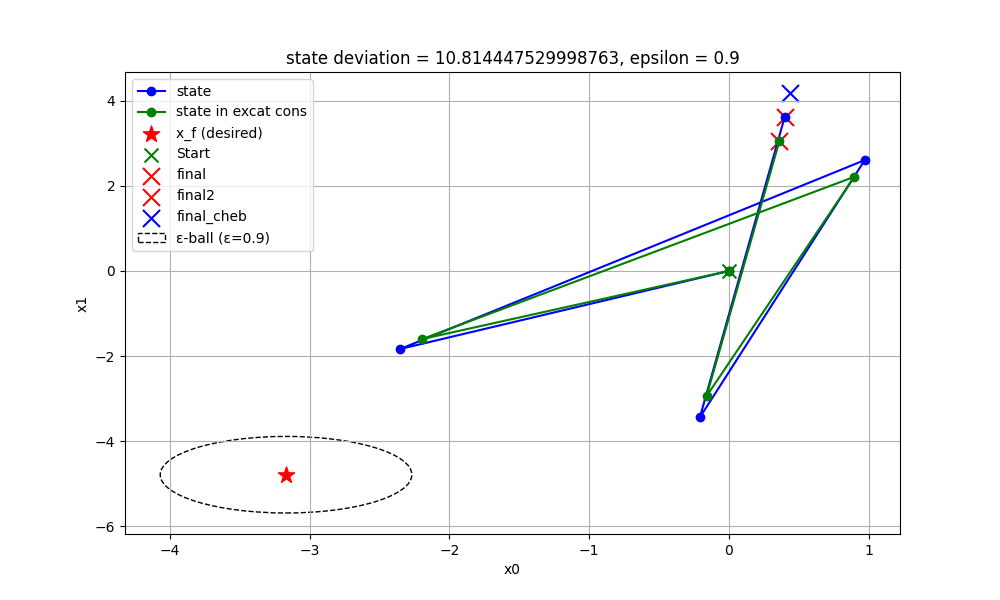 state deviation = 10.814447529998763, epsilon = 0.9
state
state in excat cons
x_f (desired)
Start
final
final2
final_cheb
ε-ball (ε=0.9)
4
2
0
−2
−4
−6
x1
−4
−3
−2
−1
0
1
x0